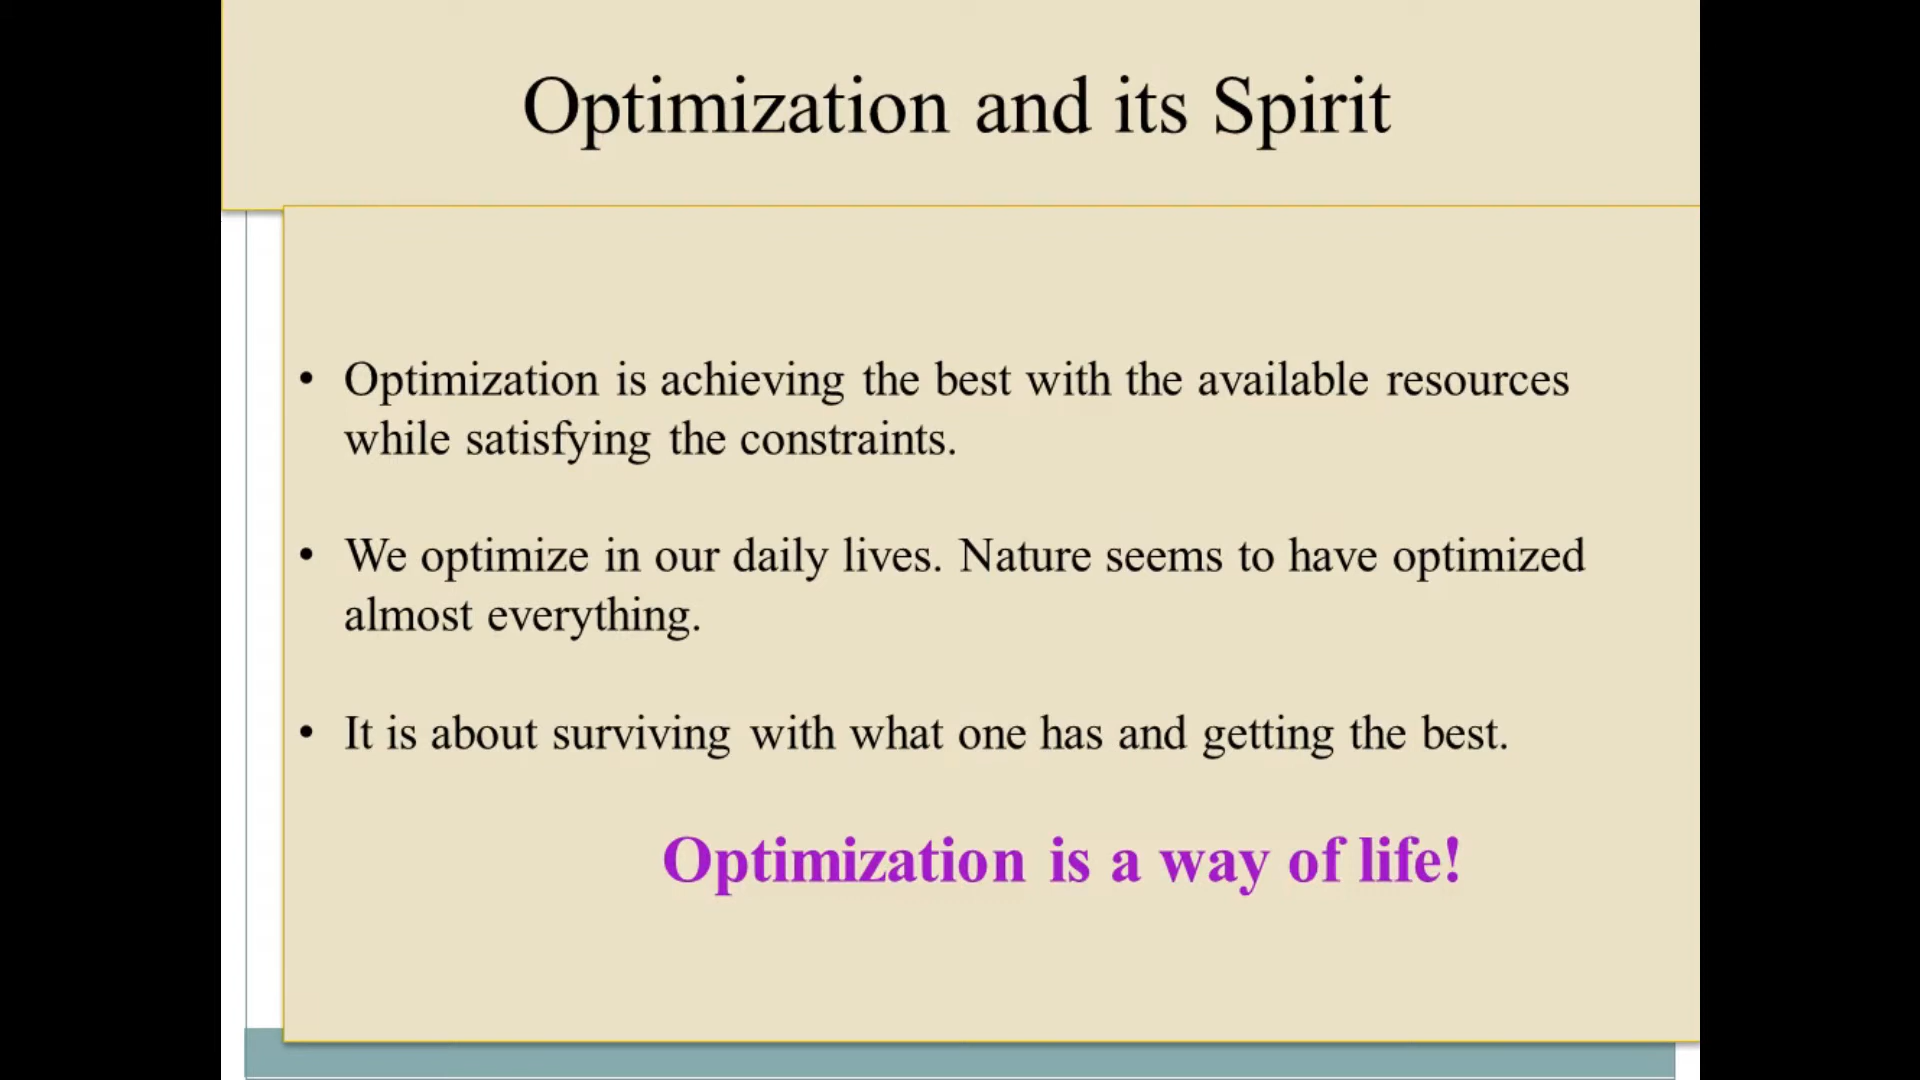 Optimization and its Spirit
• Optimization is achieving the best with the available resources
while satisfying the constraints.
• We optimize in our daily lives. Nature seems to have optimized
almost everything.
• It is about surviving with what one has and getting the best.
Optimization is a way of life!